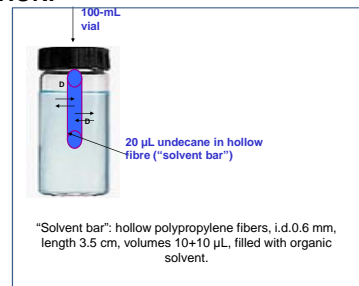 100-mL
vial
D
D
20 µL undecane in hollow
fibre (“solvent bar”)
“Solvent bar”: hollow polypropylene fibers, i.d.0.6 mm,
length 3.5 cm, volumes 10+10 µL, filled with organic
solvent.